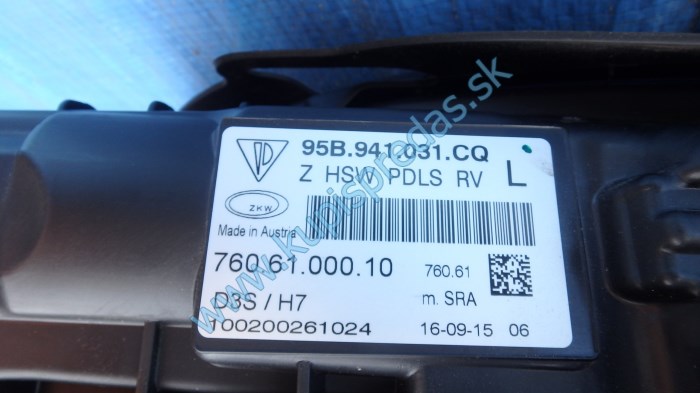 95B.941.031.CQ
Z HSW PDLS RV L
ZKW
Made in Austria
760.61.000.10
760.61
D3S / H7
m. SRA
100200261024
16-09-15 06
www.kupispredas.sk